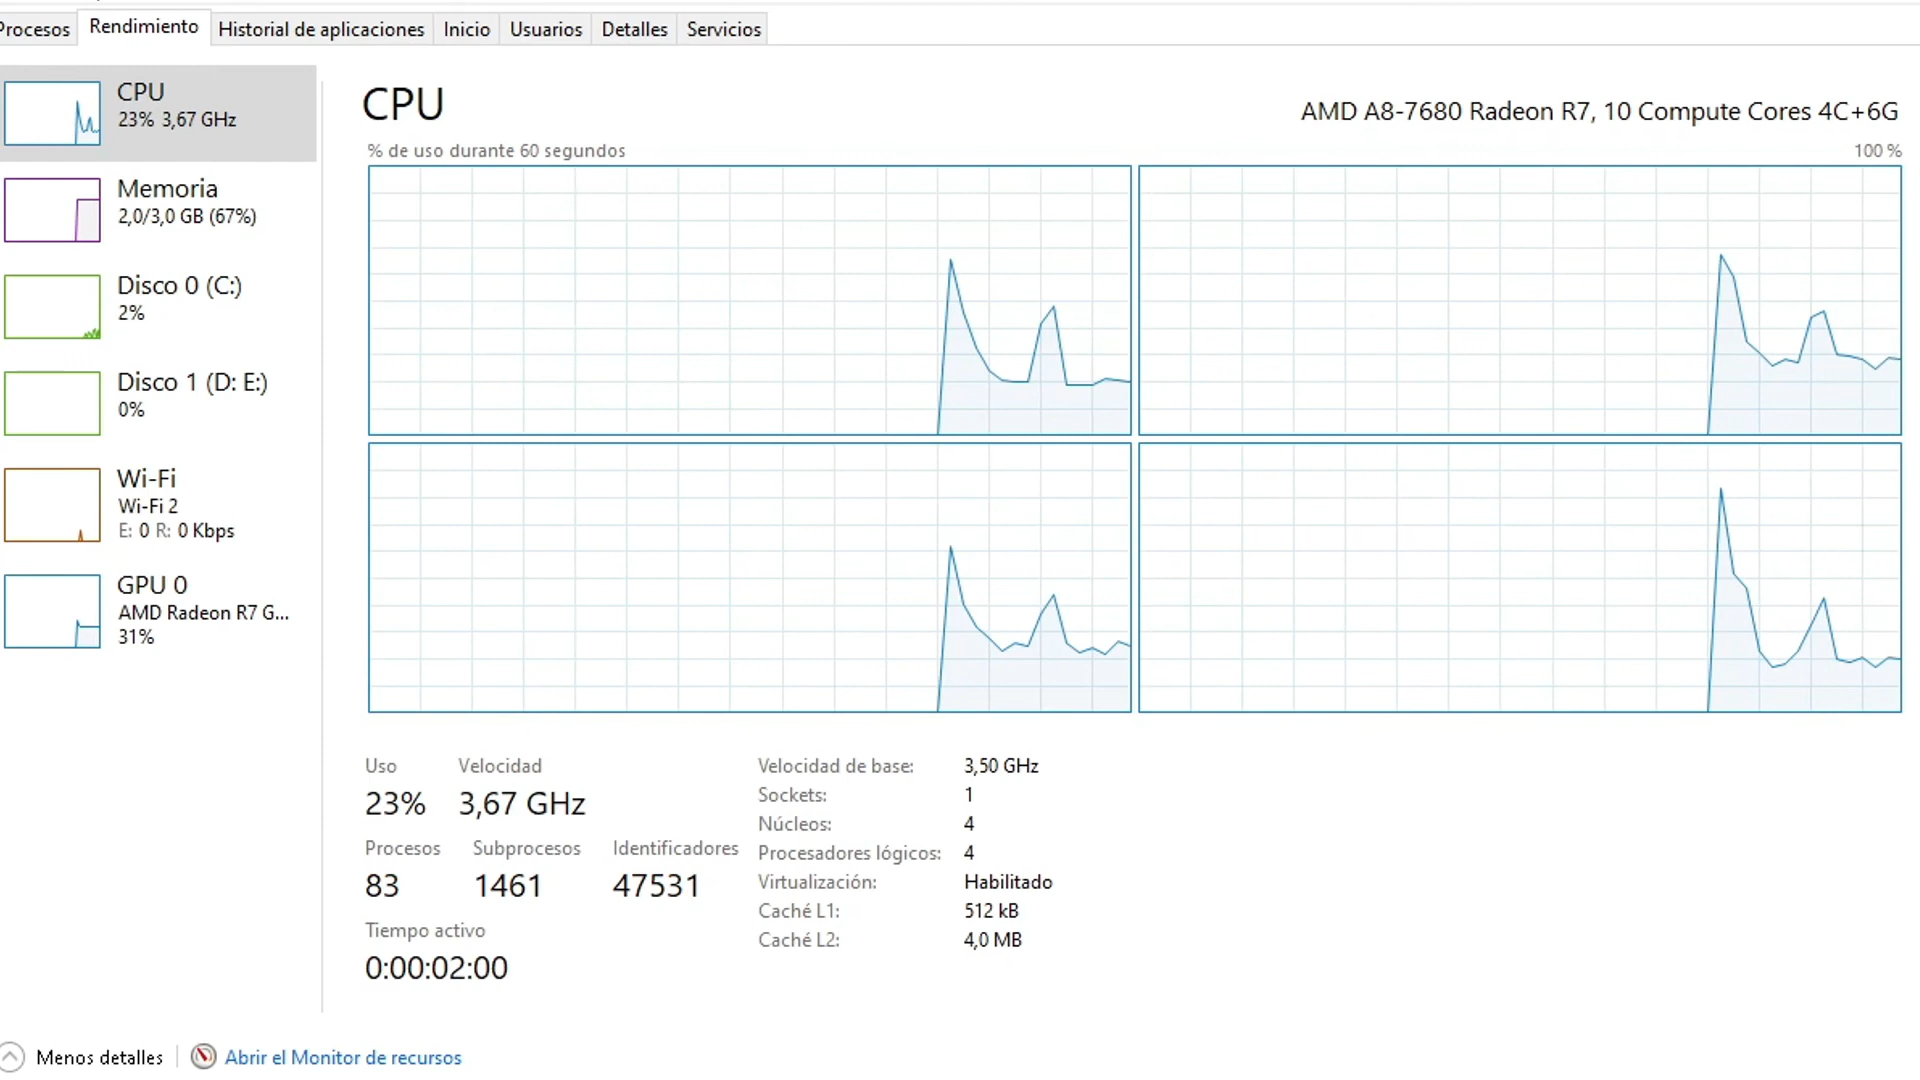 Procesos Rendimiento Historial de aplicaciones Inicio Usuarios Detalles Servicios
CPU
23% 3,67 GHz
Memoria
2,0/3,0 GB (67%)
Disco 0 (C:)
2%
Disco 1 (D: E:)
0%
Wi-Fi
Wi-Fi 2
E: 0 R: 0 Kbps
GPU 0
AMD Radeon R7 G...
31%
CPU
AMD A8-7680 Radeon R7, 10 Compute Cores 4C+6G
% de uso durante 60 segundos
100 %
Uso Velocidad
23% 3,67 GHz
Procesos Subprocesos Identificadores
83 1461 47531
Tiempo activo
0:00:02:00
Velocidad de base: 3,50 GHz
Sockets: 1
Núcleos: 4
Procesadores lógicos: 4
Virtualización: Habilitado
Caché L1: 512 kB
Caché L2: 4,0 MB
Menos detalles
Abrir el Monitor de recursos